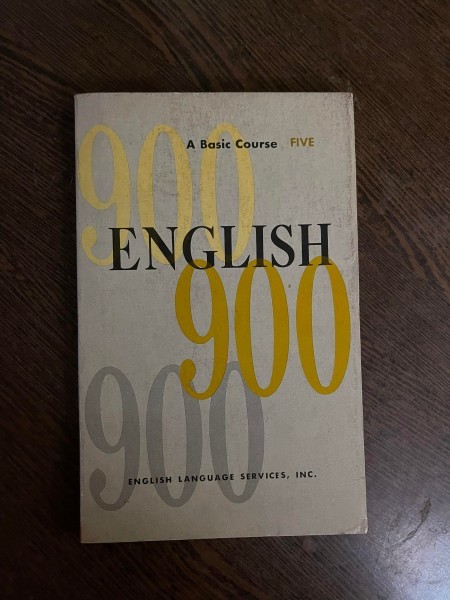 A Basic Course FIVE
900
ENGLISH
900
900
ENGLISH LANGUAGE SERVICES, INC.